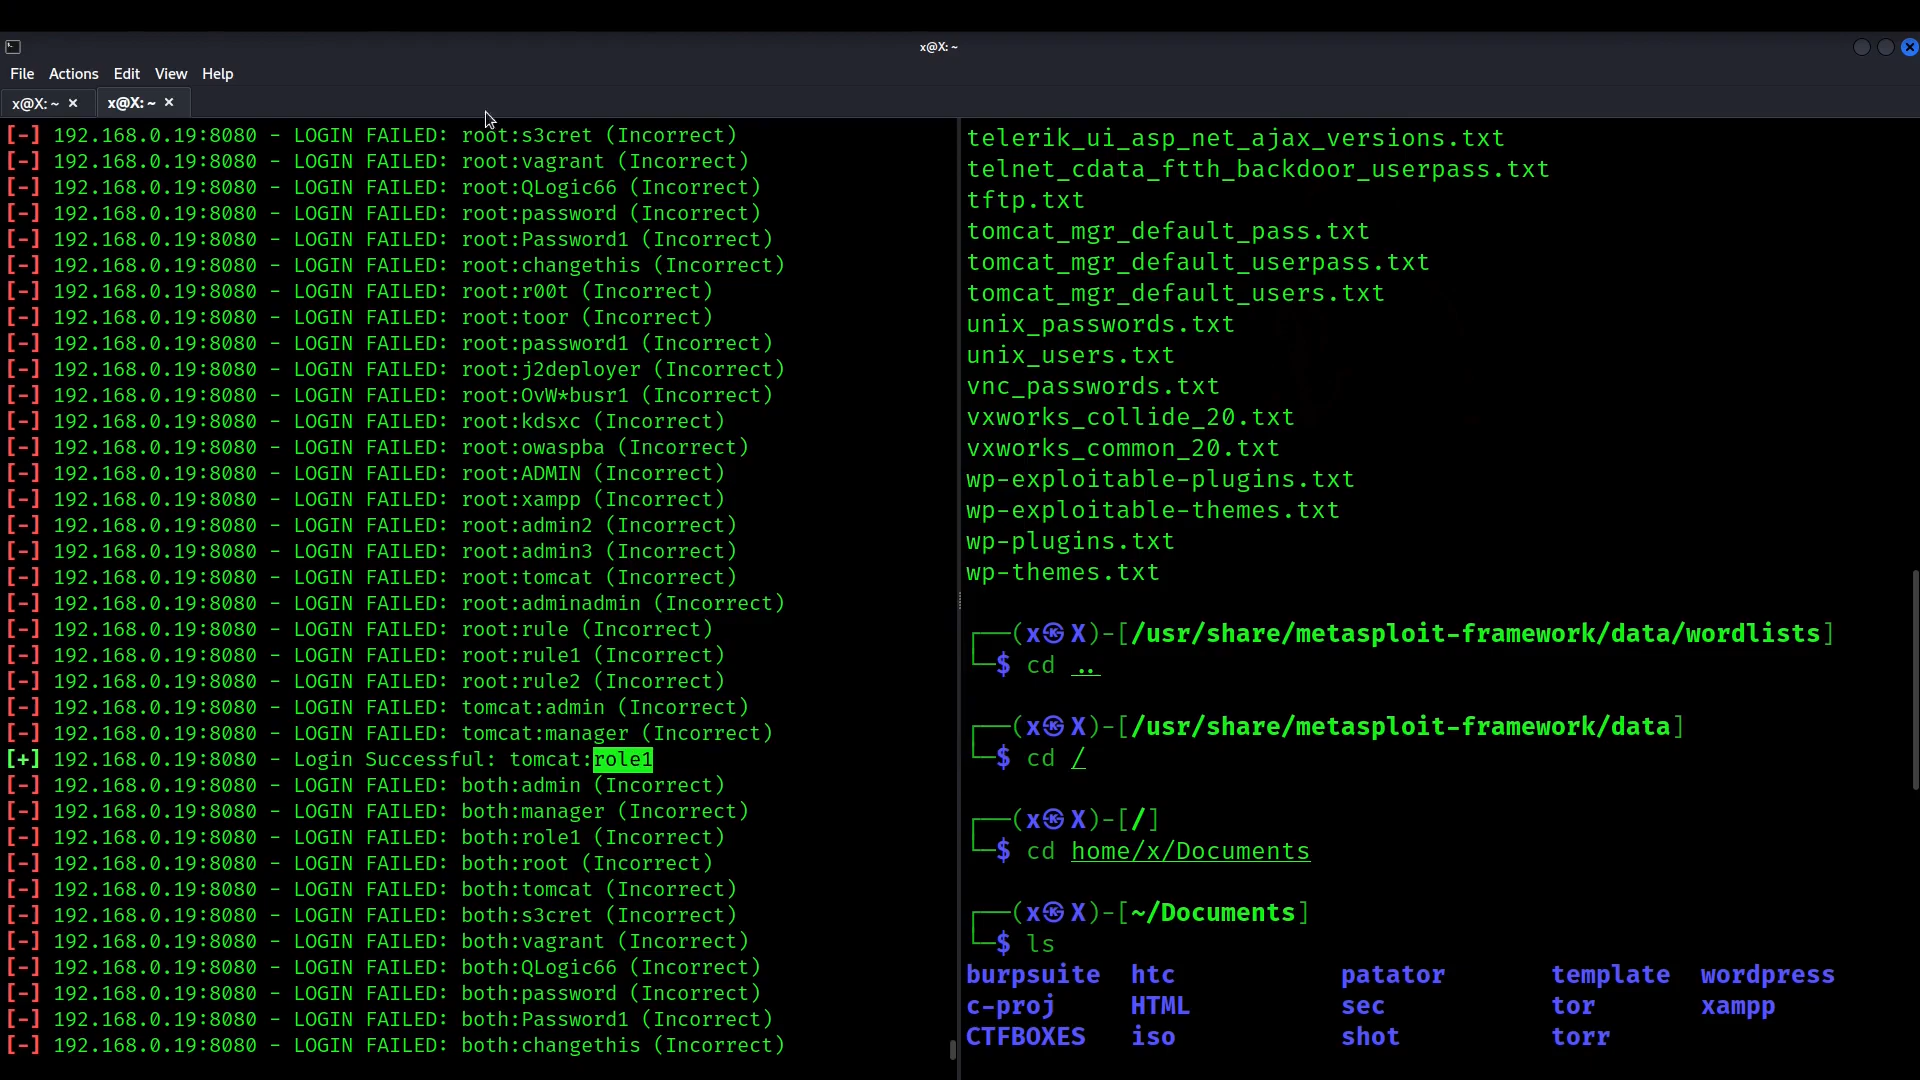 x@X: ~
File Actions Edit View Help
x@X: ~ × x@X: ~ ×
[-] 192.168.0.19:8080 - LOGIN FAILED: root:s3cret (Incorrect)
[-] 192.168.0.19:8080 - LOGIN FAILED: root:vagrant (Incorrect)
[-] 192.168.0.19:8080 - LOGIN FAILED: root:QLogic66 (Incorrect)
[-] 192.168.0.19:8080 - LOGIN FAILED: root:password (Incorrect)
[-] 192.168.0.19:8080 - LOGIN FAILED: root:Password1 (Incorrect)
[-] 192.168.0.19:8080 - LOGIN FAILED: root:changethis (Incorrect)
[-] 192.168.0.19:8080 - LOGIN FAILED: root:r00t (Incorrect)
[-] 192.168.0.19:8080 - LOGIN FAILED: root:toor (Incorrect)
[-] 192.168.0.19:8080 - LOGIN FAILED: root:password1 (Incorrect)
[-] 192.168.0.19:8080 - LOGIN FAILED: root:j2deployer (Incorrect)
[-] 192.168.0.19:8080 - LOGIN FAILED: root:OvW*busr1 (Incorrect)
[-] 192.168.0.19:8080 - LOGIN FAILED: root:kdsxc (Incorrect)
[-] 192.168.0.19:8080 - LOGIN FAILED: root:owaspba (Incorrect)
[-] 192.168.0.19:8080 - LOGIN FAILED: root:ADMIN (Incorrect)
[-] 192.168.0.19:8080 - LOGIN FAILED: root:xampp (Incorrect)
[-] 192.168.0.19:8080 - LOGIN FAILED: root:admin2 (Incorrect)
[-] 192.168.0.19:8080 - LOGIN FAILED: root:admin3 (Incorrect)
[-] 192.168.0.19:8080 - LOGIN FAILED: root:tomcat (Incorrect)
[-] 192.168.0.19:8080 - LOGIN FAILED: root:adminadmin (Incorrect)
[-] 192.168.0.19:8080 - LOGIN FAILED: root:rule (Incorrect)
[-] 192.168.0.19:8080 - LOGIN FAILED: root:rule1 (Incorrect)
[-] 192.168.0.19:8080 - LOGIN FAILED: root:rule2 (Incorrect)
[-] 192.168.0.19:8080 - LOGIN FAILED: tomcat:admin (Incorrect)
[-] 192.168.0.19:8080 - LOGIN FAILED: tomcat:manager (Incorrect)
[+] 192.168.0.19:8080 - Login Successful: tomcat:role1
[-] 192.168.0.19:8080 - LOGIN FAILED: both:admin (Incorrect)
[-] 192.168.0.19:8080 - LOGIN FAILED: both:manager (Incorrect)
[-] 192.168.0.19:8080 - LOGIN FAILED: both:role1 (Incorrect)
[-] 192.168.0.19:8080 - LOGIN FAILED: both:root (Incorrect)
[-] 192.168.0.19:8080 - LOGIN FAILED: both:tomcat (Incorrect)
[-] 192.168.0.19:8080 - LOGIN FAILED: both:s3cret (Incorrect)
[-] 192.168.0.19:8080 - LOGIN FAILED: both:vagrant (Incorrect)
[-] 192.168.0.19:8080 - LOGIN FAILED: both:QLogic66 (Incorrect)
[-] 192.168.0.19:8080 - LOGIN FAILED: both:password (Incorrect)
[-] 192.168.0.19:8080 - LOGIN FAILED: both:Password1 (Incorrect)
[-] 192.168.0.19:8080 - LOGIN FAILED: both:changethis (Incorrect)
telerik_ui_asp_net_ajax_versions.txt
telnet_cdata_ftth_backdoor_userpass.txt
tftp.txt
tomcat_mgr_default_pass.txt
tomcat_mgr_default_userpass.txt
tomcat_mgr_default_users.txt
unix_passwords.txt
unix_users.txt
vnc_passwords.txt
vxworks_collide_20.txt
vxworks_common_20.txt
wp-exploitable-plugins.txt
wp-exploitable-themes.txt
wp-plugins.txt
wp-themes.txt
┌──(x㉿X)-[/usr/share/metasploit-framework/data/wordlists]
└─$ cd ..
┌──(x㉿X)-[/usr/share/metasploit-framework/data]
└─$ cd /
┌──(x㉿X)-[/]
└─$ cd home/x/Documents
┌──(x㉿X)-[~/Documents]
└─$ ls
burpsuite htc patator template wordpress
c-proj HTML sec tor xampp
CTFBOXES iso shot torr